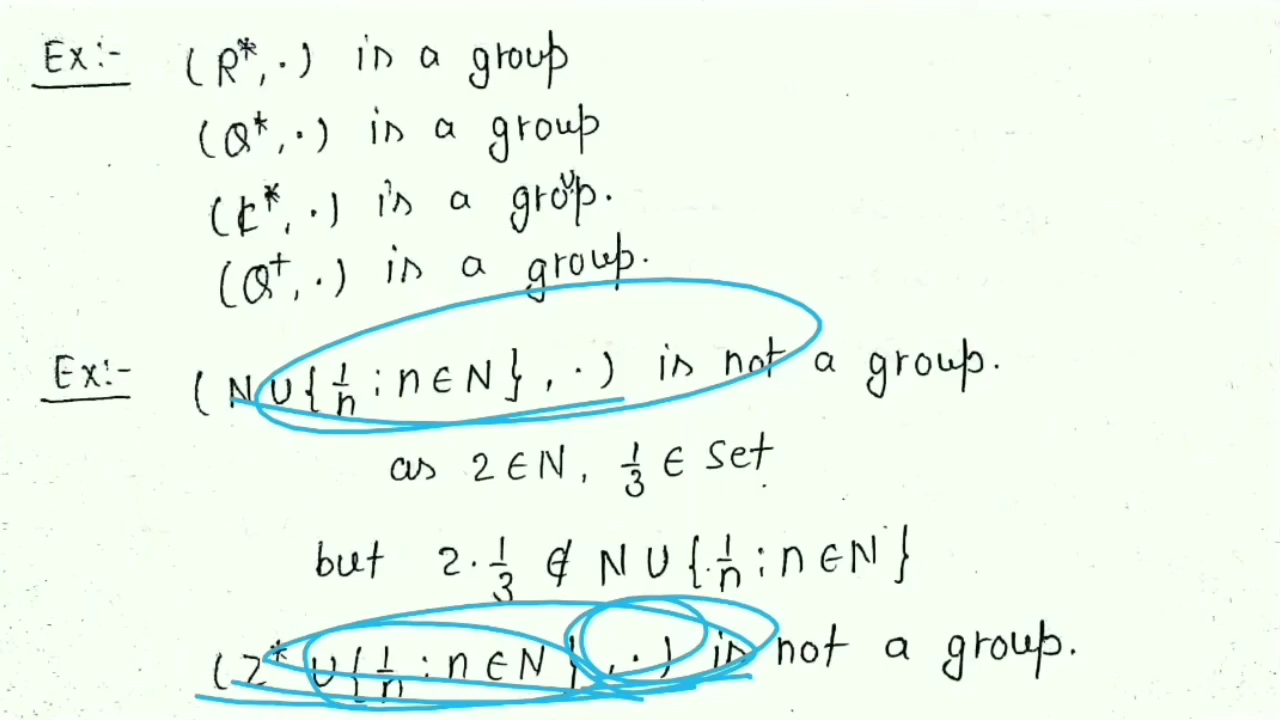 Ex:- (R*, ·) is a group
(Q*, ·) is a group
(ℂ*, ·) is a group.
(Q⁺, ·) is a group.
Ex:- (N ∪ {1/n : n ∈ N}, ·) is not a group.
as 2 ∈ N, 1/3 ∈ set.
but 2·1/3 ∉ N ∪ {1/n : n ∈ N}
(Z* ∪ {1/n : n ∈ N}, ·) is not a group.